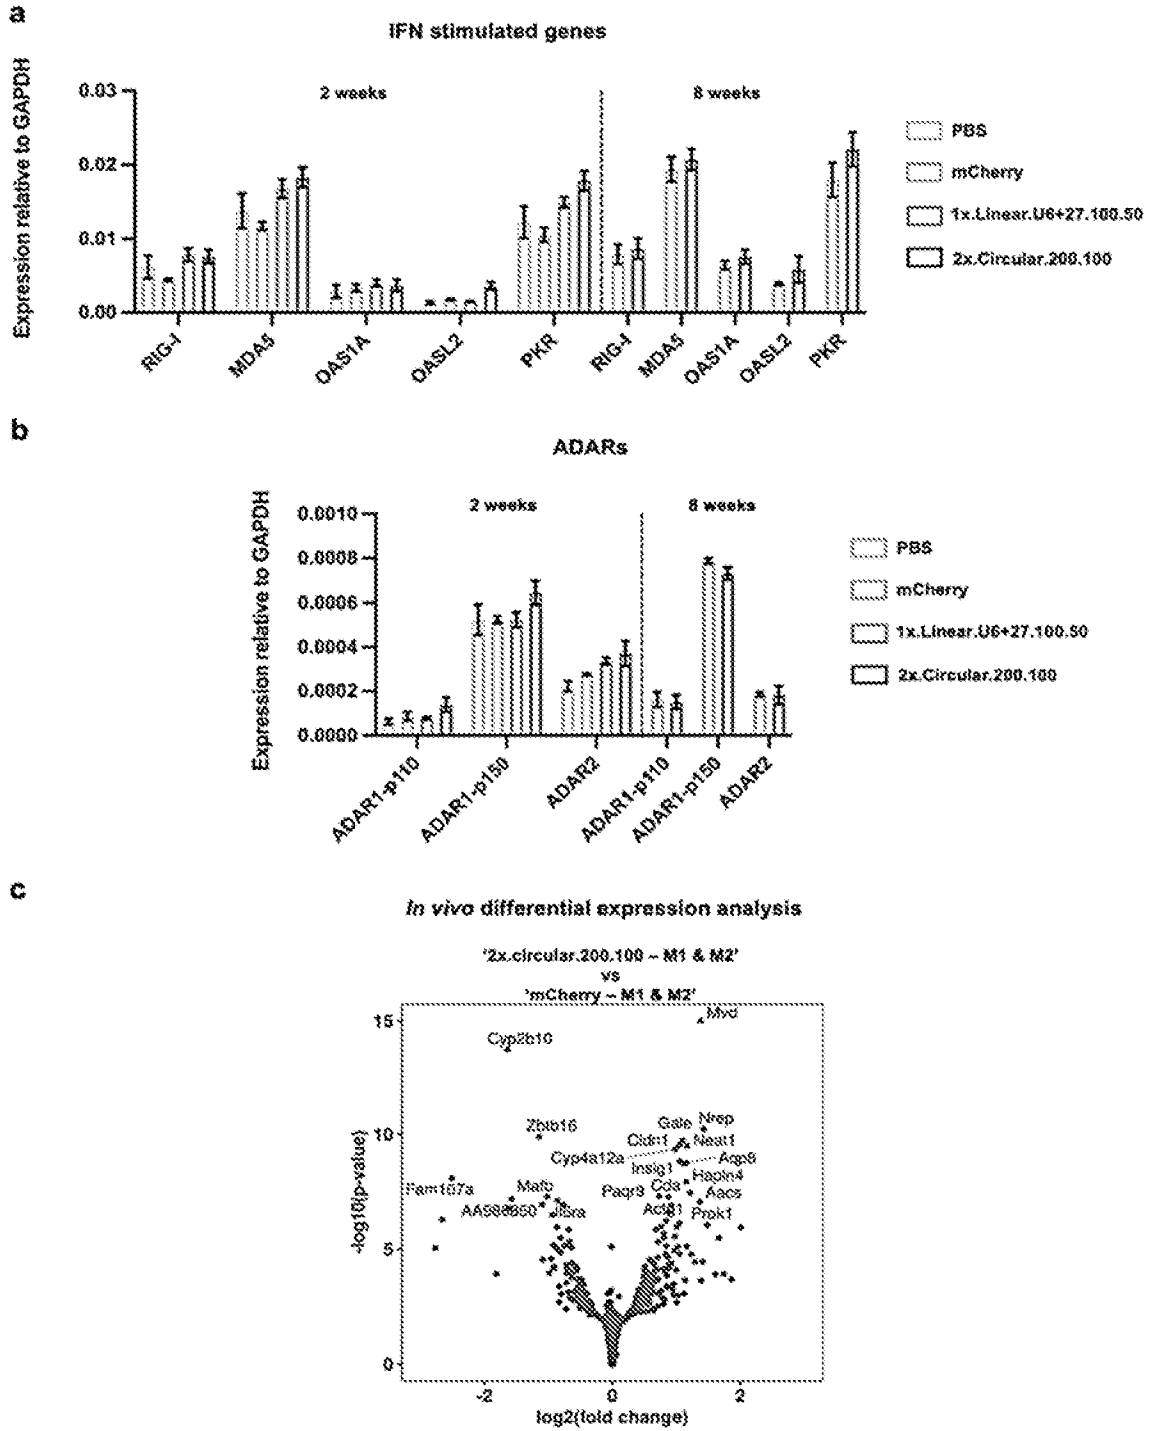 a
IFN stimulated genes
Expression relative to GAPDH
0.03
0.02
0.01
0.00
2 weeks
8 weeks
RIG-I
MDA5
OAS1A
OASL2
PKR
RIG-I
MDA5
OAS1A
OASL2
PKR
PBS
mCherry
1x.Linear.U6+27.100.50
2x.Circular.200.100
b
ADARs
Expression relative to GAPDH
0.0010
0.0008
0.0006
0.0004
0.0002
0.0000
2 weeks
8 weeks
ADAR1-p110
ADAR1-p150
ADAR2
ADAR1-p110
ADAR1-p150
ADAR2
PBS
mCherry
1x.Linear.U6+27.100.50
2x.Circular.200.100
c
In vivo differential expression analysis
'2x.circular.200.100 – M1 & M2'
vs
'mCherry – M1 & M2'
-log10(p-value)
15
10
5
0
Mvd
Cyp2b10
Zbtb16
Gale
Nrep
Cldn1
Neat1
Cyp4a12a
Aqp8
Insig1
Hapln4
Fam107a
Mafb
Paqr9
Cda
Aacs
Prok1
-2
0
2
log2(fold change)